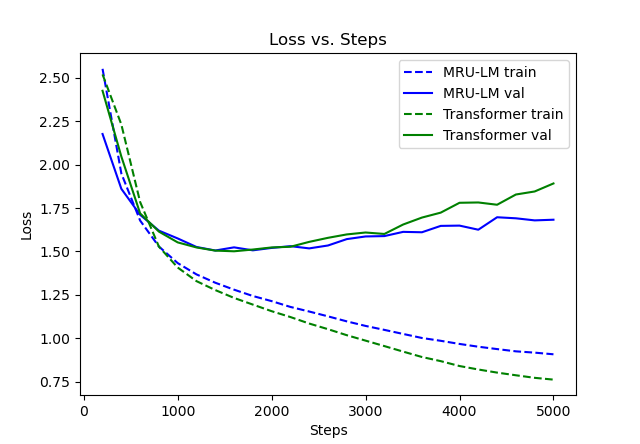 Loss vs. Steps
MRU-LM train
MRU-LM val
Transformer train
Transformer val
Loss
2.50
2.25
2.00
1.75
1.50
1.25
1.00
0.75
0
1000
2000
3000
4000
5000
Steps